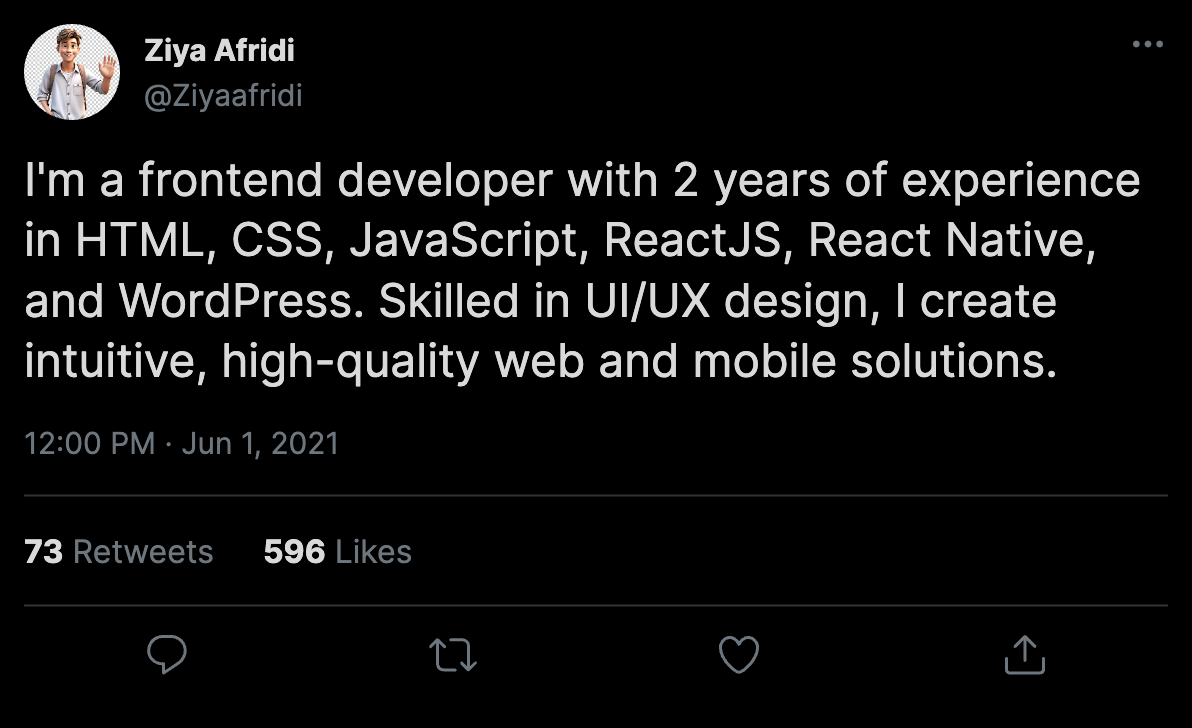 Ziya Afridi
@Ziyaafridi
I'm a frontend developer with 2 years of experience
in HTML, CSS, JavaScript, ReactJS, React Native,
and WordPress. Skilled in UI/UX design, I create
intuitive, high-quality web and mobile solutions.
12:00 PM · Jun 1, 2021
73 Retweets 596 Likes